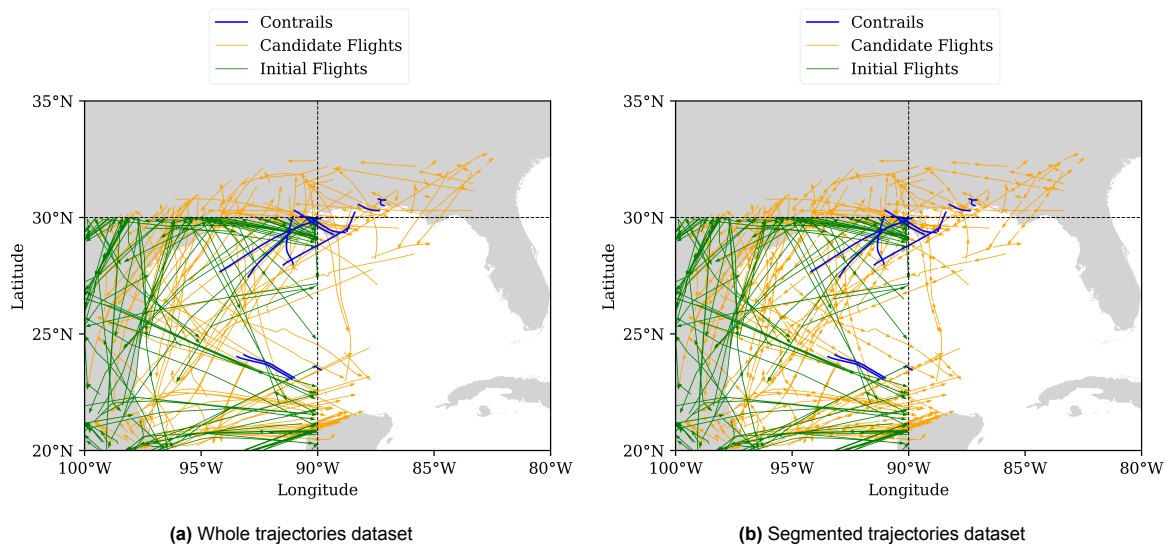 Contrails
Candidate Flights
Initial Flights
35°N
30°N
25°N
20°N
Latitude
100°W
95°W
90°W
85°W
80°W
Longitude
(a) Whole trajectories dataset
Contrails
Candidate Flights
Initial Flights
35°N
30°N
25°N
20°N
Latitude
100°W
95°W
90°W
85°W
80°W
Longitude
(b) Segmented trajectories dataset